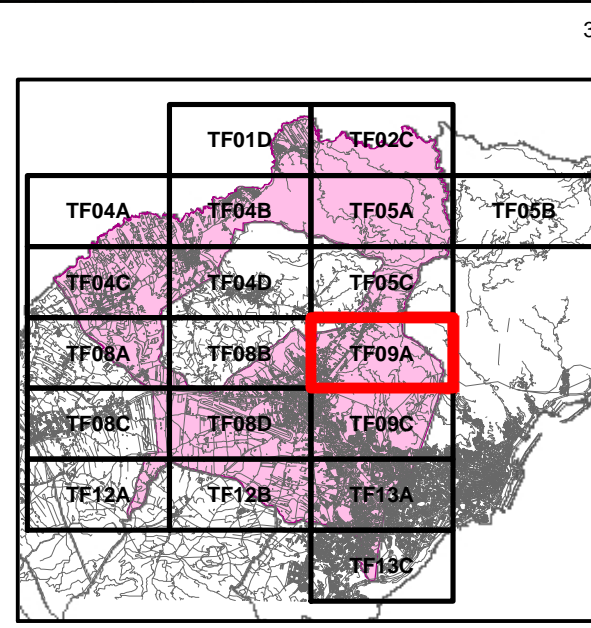 3
TF01D TF02C
TF04A TF04B TF05A TF05B
TF04C TF04D TF05C
TF08A TF08B TF09A
TF08C TF08D TF09C
TF12A TF12B TF13A
TF13C